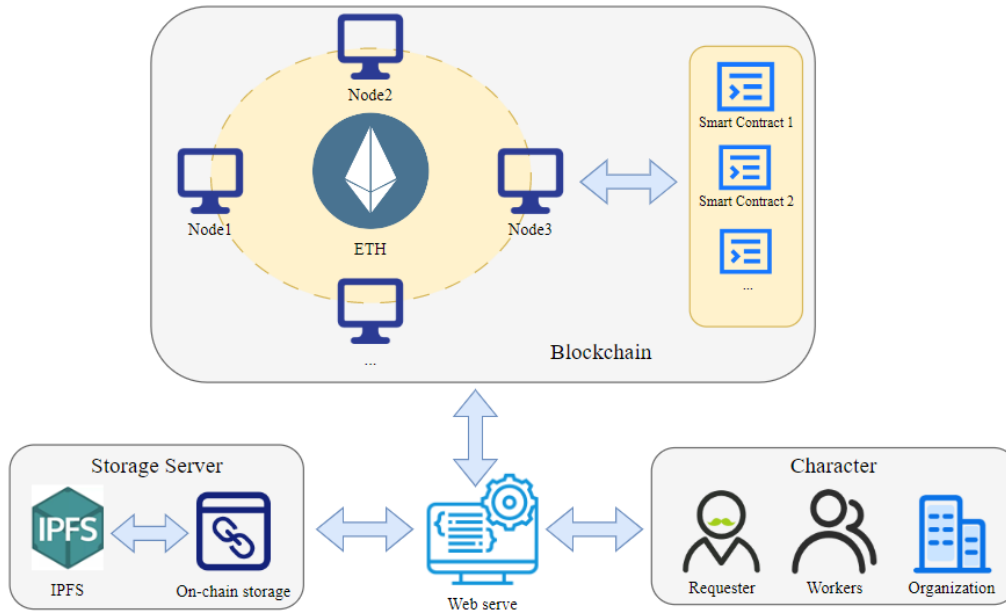 Node2
Smart Contract 1
Node1
ETH
Node3
Smart Contract 2
...
...
Blockchain
Storage Server
IPFS
IPFS
On-chain storage
Web serve
Character
Requester
Workers
Organization